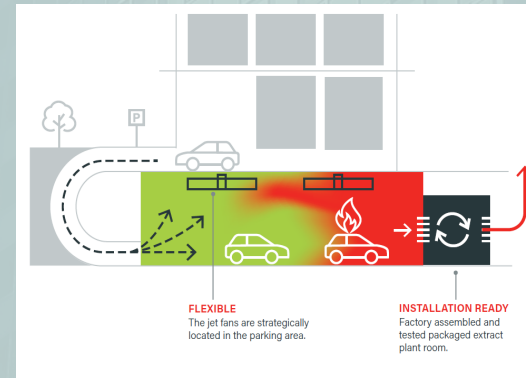 P
FLEXIBLE
The jet fans are strategically
located in the parking area.
INSTALLATION READY
Factory assembled and
tested packaged extract
plant room.